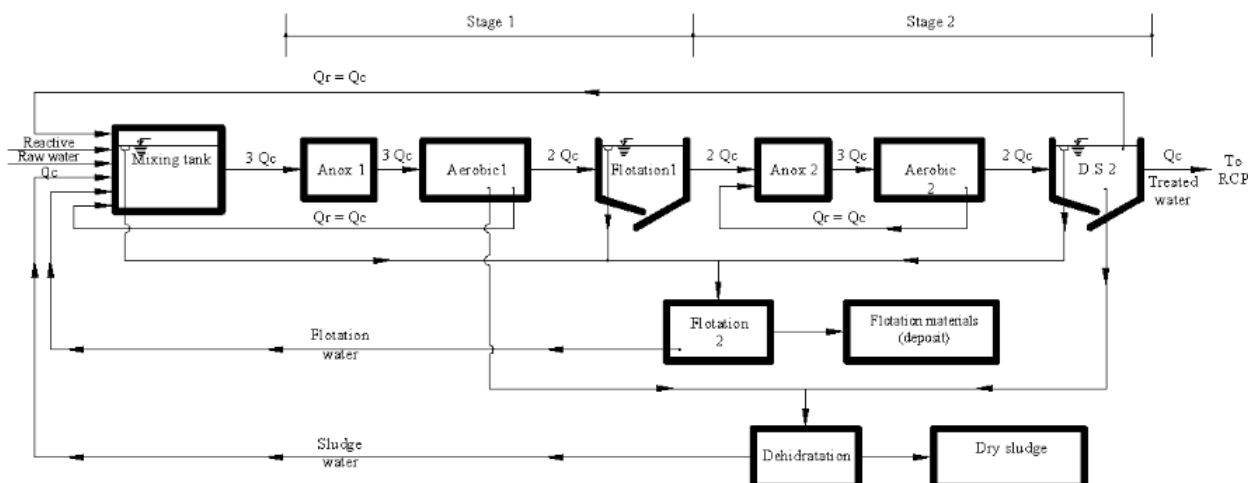 Stage 1
Stage 2
Qr = Qc
Reactive
Raw water
Qc
Mixing tank
3 Qc
Anox 1
3 Qc
Aerobic1
2 Qc
Flotation1
2 Qc
Anox 2
3 Qc
Aerobic
2
2 Qc
D.S 2
Qc
Treated
water
To
RCP
Qr = Qc
Qr = Qc
Flotation
2
Flotation materials
(deposit)
Flotation
water
Sludge
water
Dehidratation
Dry sludge